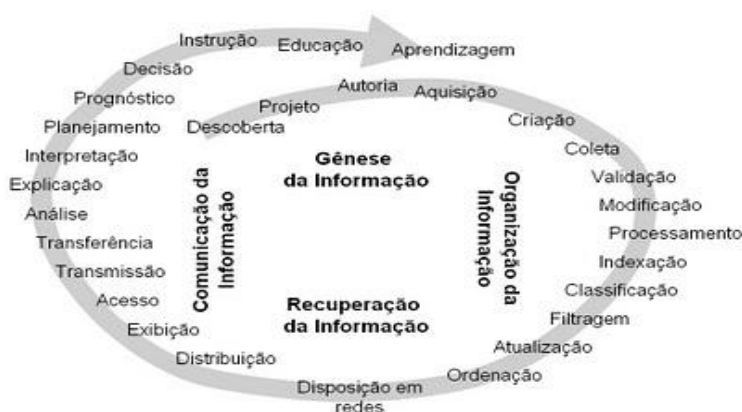 Descoberta
Projeto
Autoria
Aquisição
Criação
Coleta
Validação
Modificação
Processamento
Indexação
Classificação
Filtragem
Atualização
Ordenação
Disposição em
redes
Distribuição
Exibição
Acesso
Transmissão
Transferência
Análise
Explicação
Interpretação
Planejamento
Prognóstico
Decisão
Instrução
Educação
Aprendizagem
Gênese
da Informação
Organização da
Informação
Recuperação
da Informação
Comunicação da
Informação